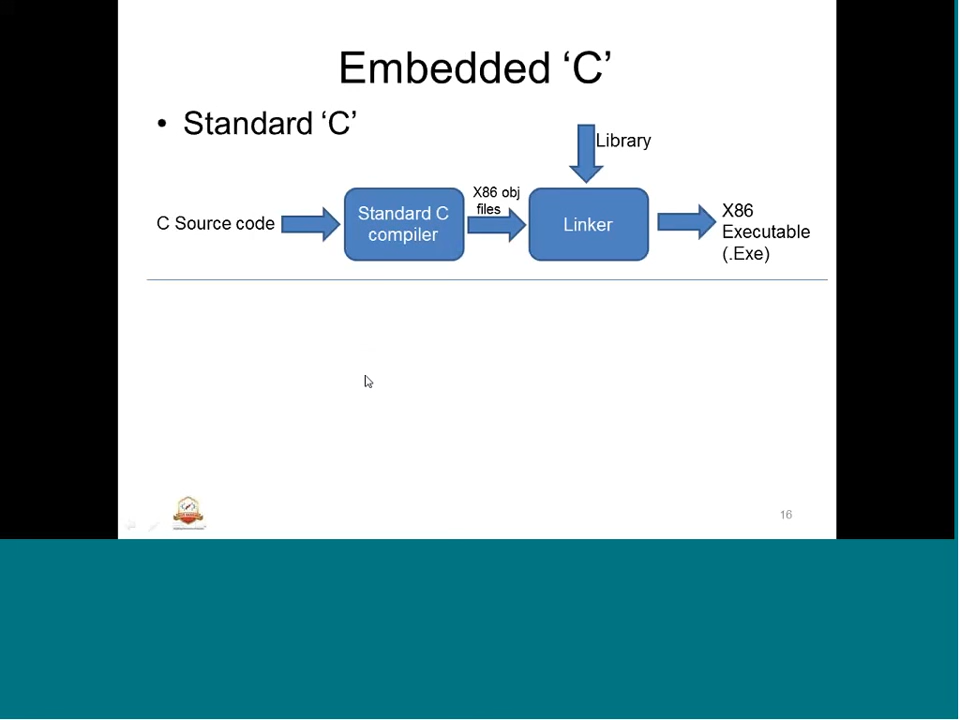 Embedded ‘C’
• Standard ‘C’
Library
X86 obj
files
C Source code
Standard C
compiler
Linker
X86
Executable
(.Exe)
16